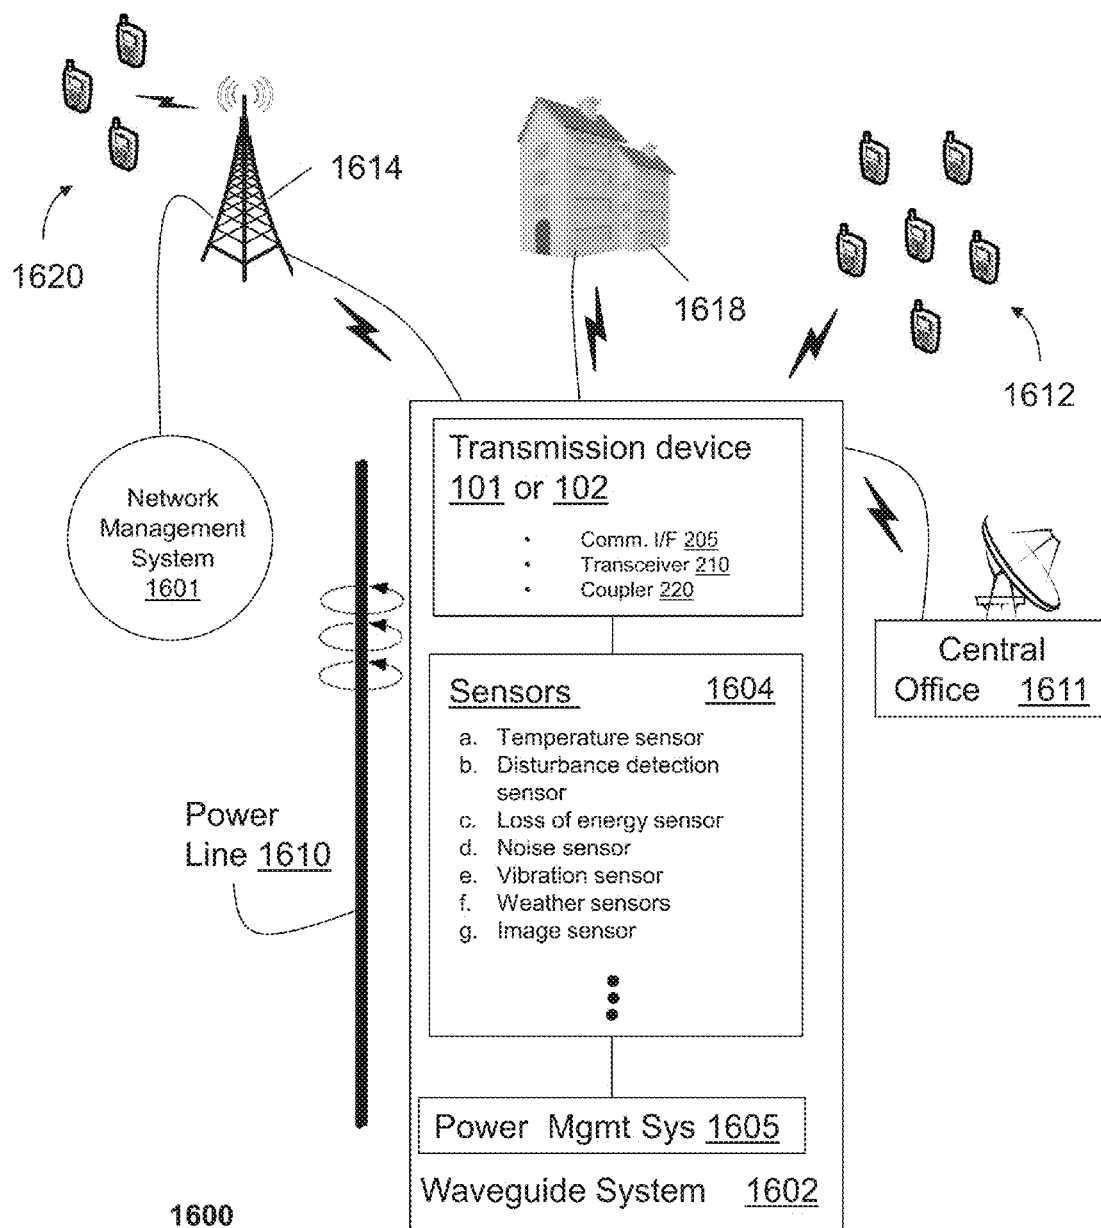 1614
1620
1618
1612
Transmission device
101 or 102
• Comm. I/F 205
• Transceiver 210
• Coupler 220
Network
Management
System
1601
Central
Office 1611
Sensors 1604
a. Temperature sensor
b. Disturbance detection
sensor
c. Loss of energy sensor
d. Noise sensor
e. Vibration sensor
f. Weather sensors
g. Image sensor
Power
Line 1610
Power Mgmt Sys 1605
Waveguide System 1602
1600